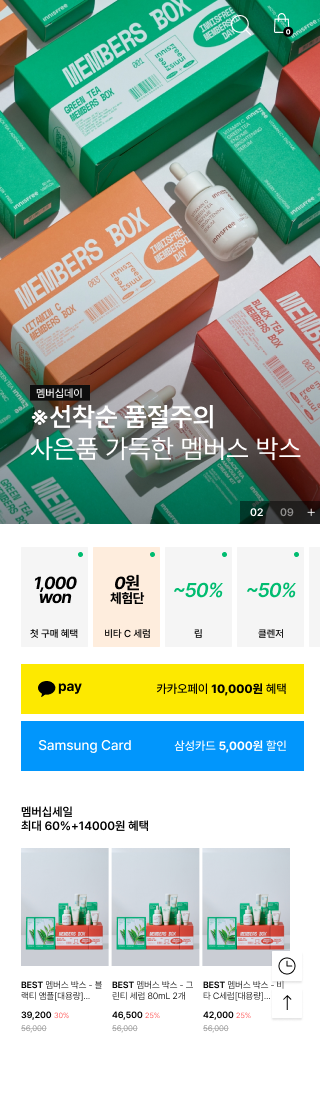 MEMBERS BOX
GREEN TEA
MEMBERS BOX
INNISFREE
innisfree
MEMBERS BOX
VITAMIN C
MEMBERS BOX
003
INNISFREE
MEMBERSHIP
DAY
BLACK TEA
MEMBERS BOX
002
0
멤버십데이
※선착순 품절주의
사은품 가득한 멤버스 박스
02 09 +
1,000
won
첫 구매 혜택
0원
체험단
비타 C 세럼
~50%
립
~50%
클렌저
pay 카카오페이 10,000원 혜택
Samsung Card 삼성카드 5,000원 할인
멤버십세일
최대 60%+14000원 혜택
BEST 멤버스 박스 - 블
랙티 앰플[대용량]...
39,200 30%
56,000
BEST 멤버스 박스 - 그
린티 세럼 80mL 2개
46,500 25%
56,000
BEST 멤버스 박스 - 비
타 C세럼[대용량]...
42,000 25%
56,000